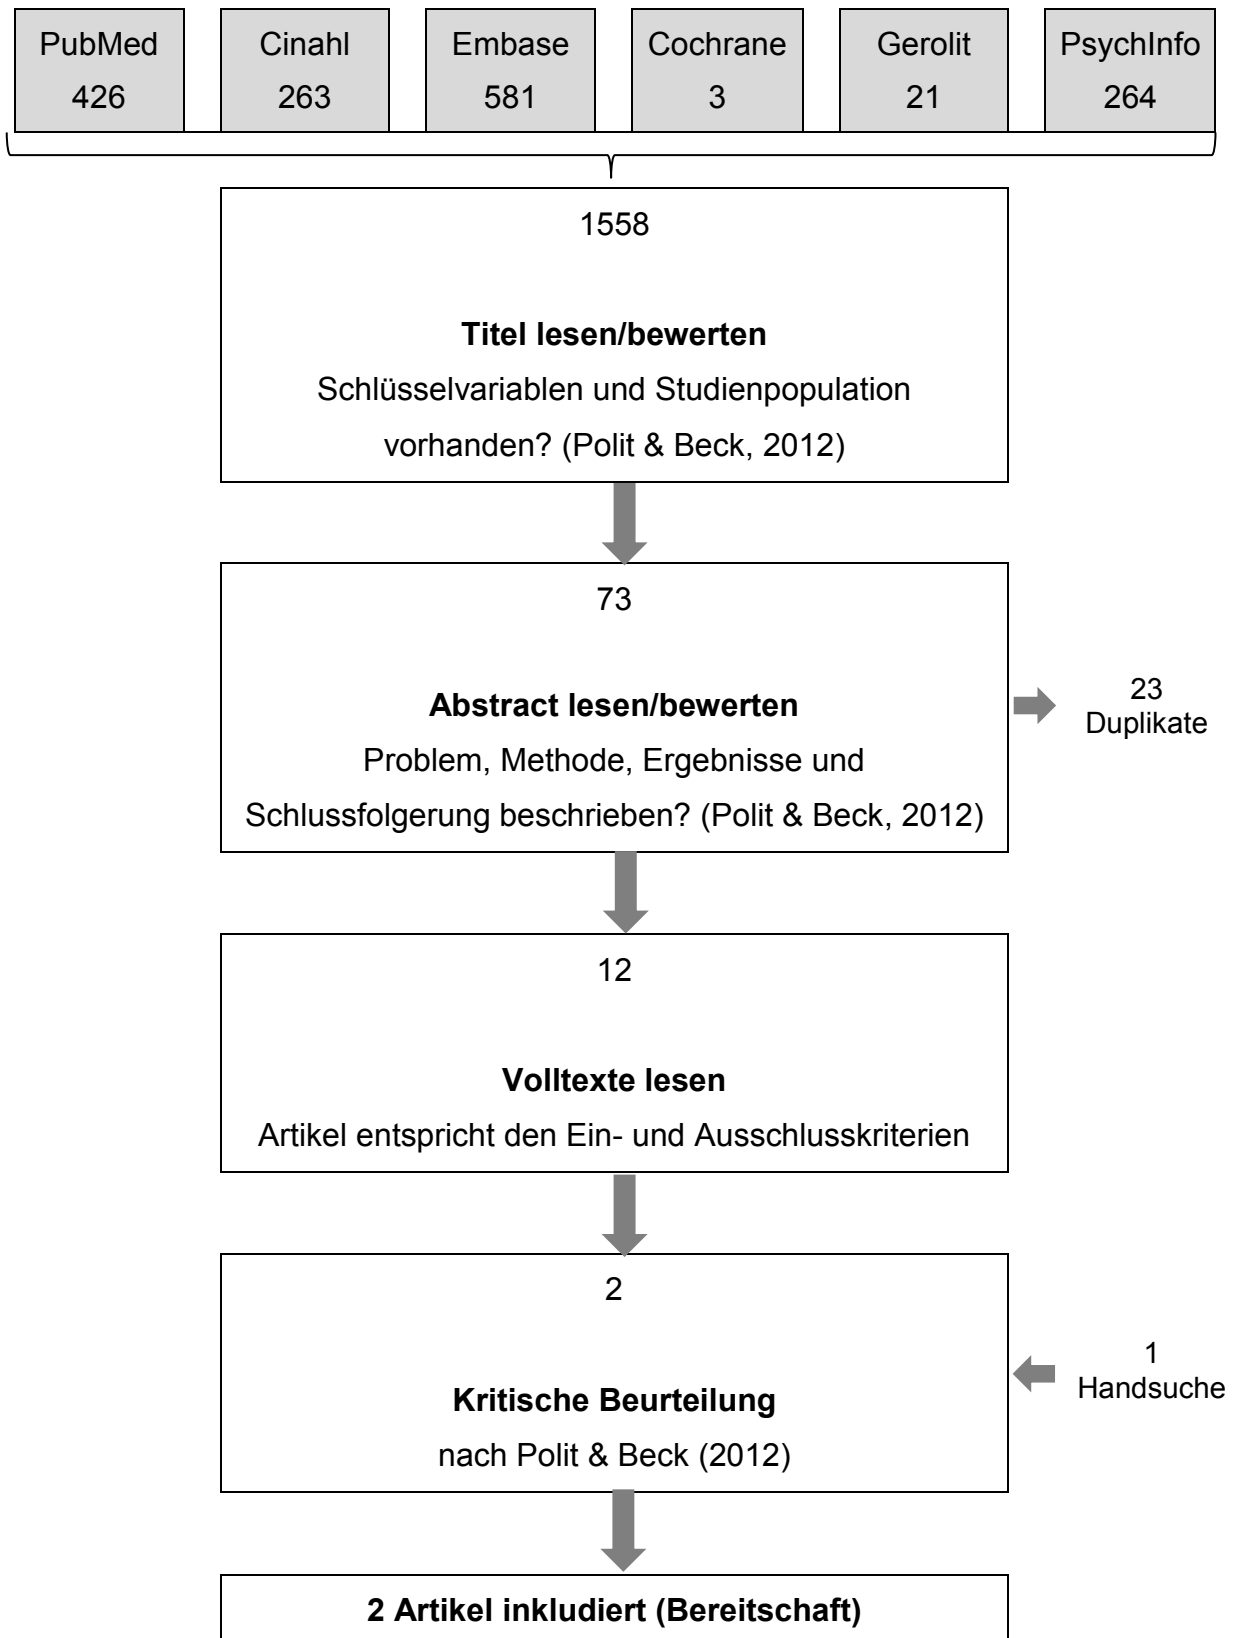 PubMed
426
Cinahl
263
Embase
581
Cochrane
3
Gerolit
21
PsychInfo
264
1558
Titel lesen/bewerten
Schlüsselvariablen und Studienpopulation
vorhanden? (Polit & Beck, 2012)
73
Abstract lesen/bewerten
Problem, Methode, Ergebnisse und
Schlussfolgerung beschrieben? (Polit & Beck, 2012)
23
Duplikate
12
Volltexte lesen
Artikel entspricht den Ein- und Ausschlusskriterien
2
Kritische Beurteilung
nach Polit & Beck (2012)
1
Handsuche
2 Artikel inkludiert (Bereitschaft)